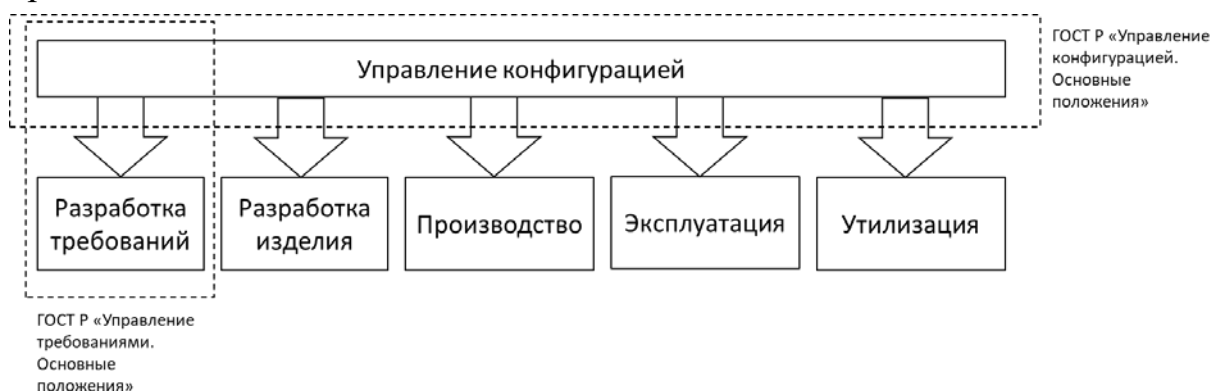 Управление конфигурацией
ГОСТ Р «Управление
конфигурацией.
Основные
положения»
Разработка
требований
Разработка
изделия
Производство
Эксплуатация
Утилизация
ГОСТ Р «Управление
требованиями.
Основные
положения»